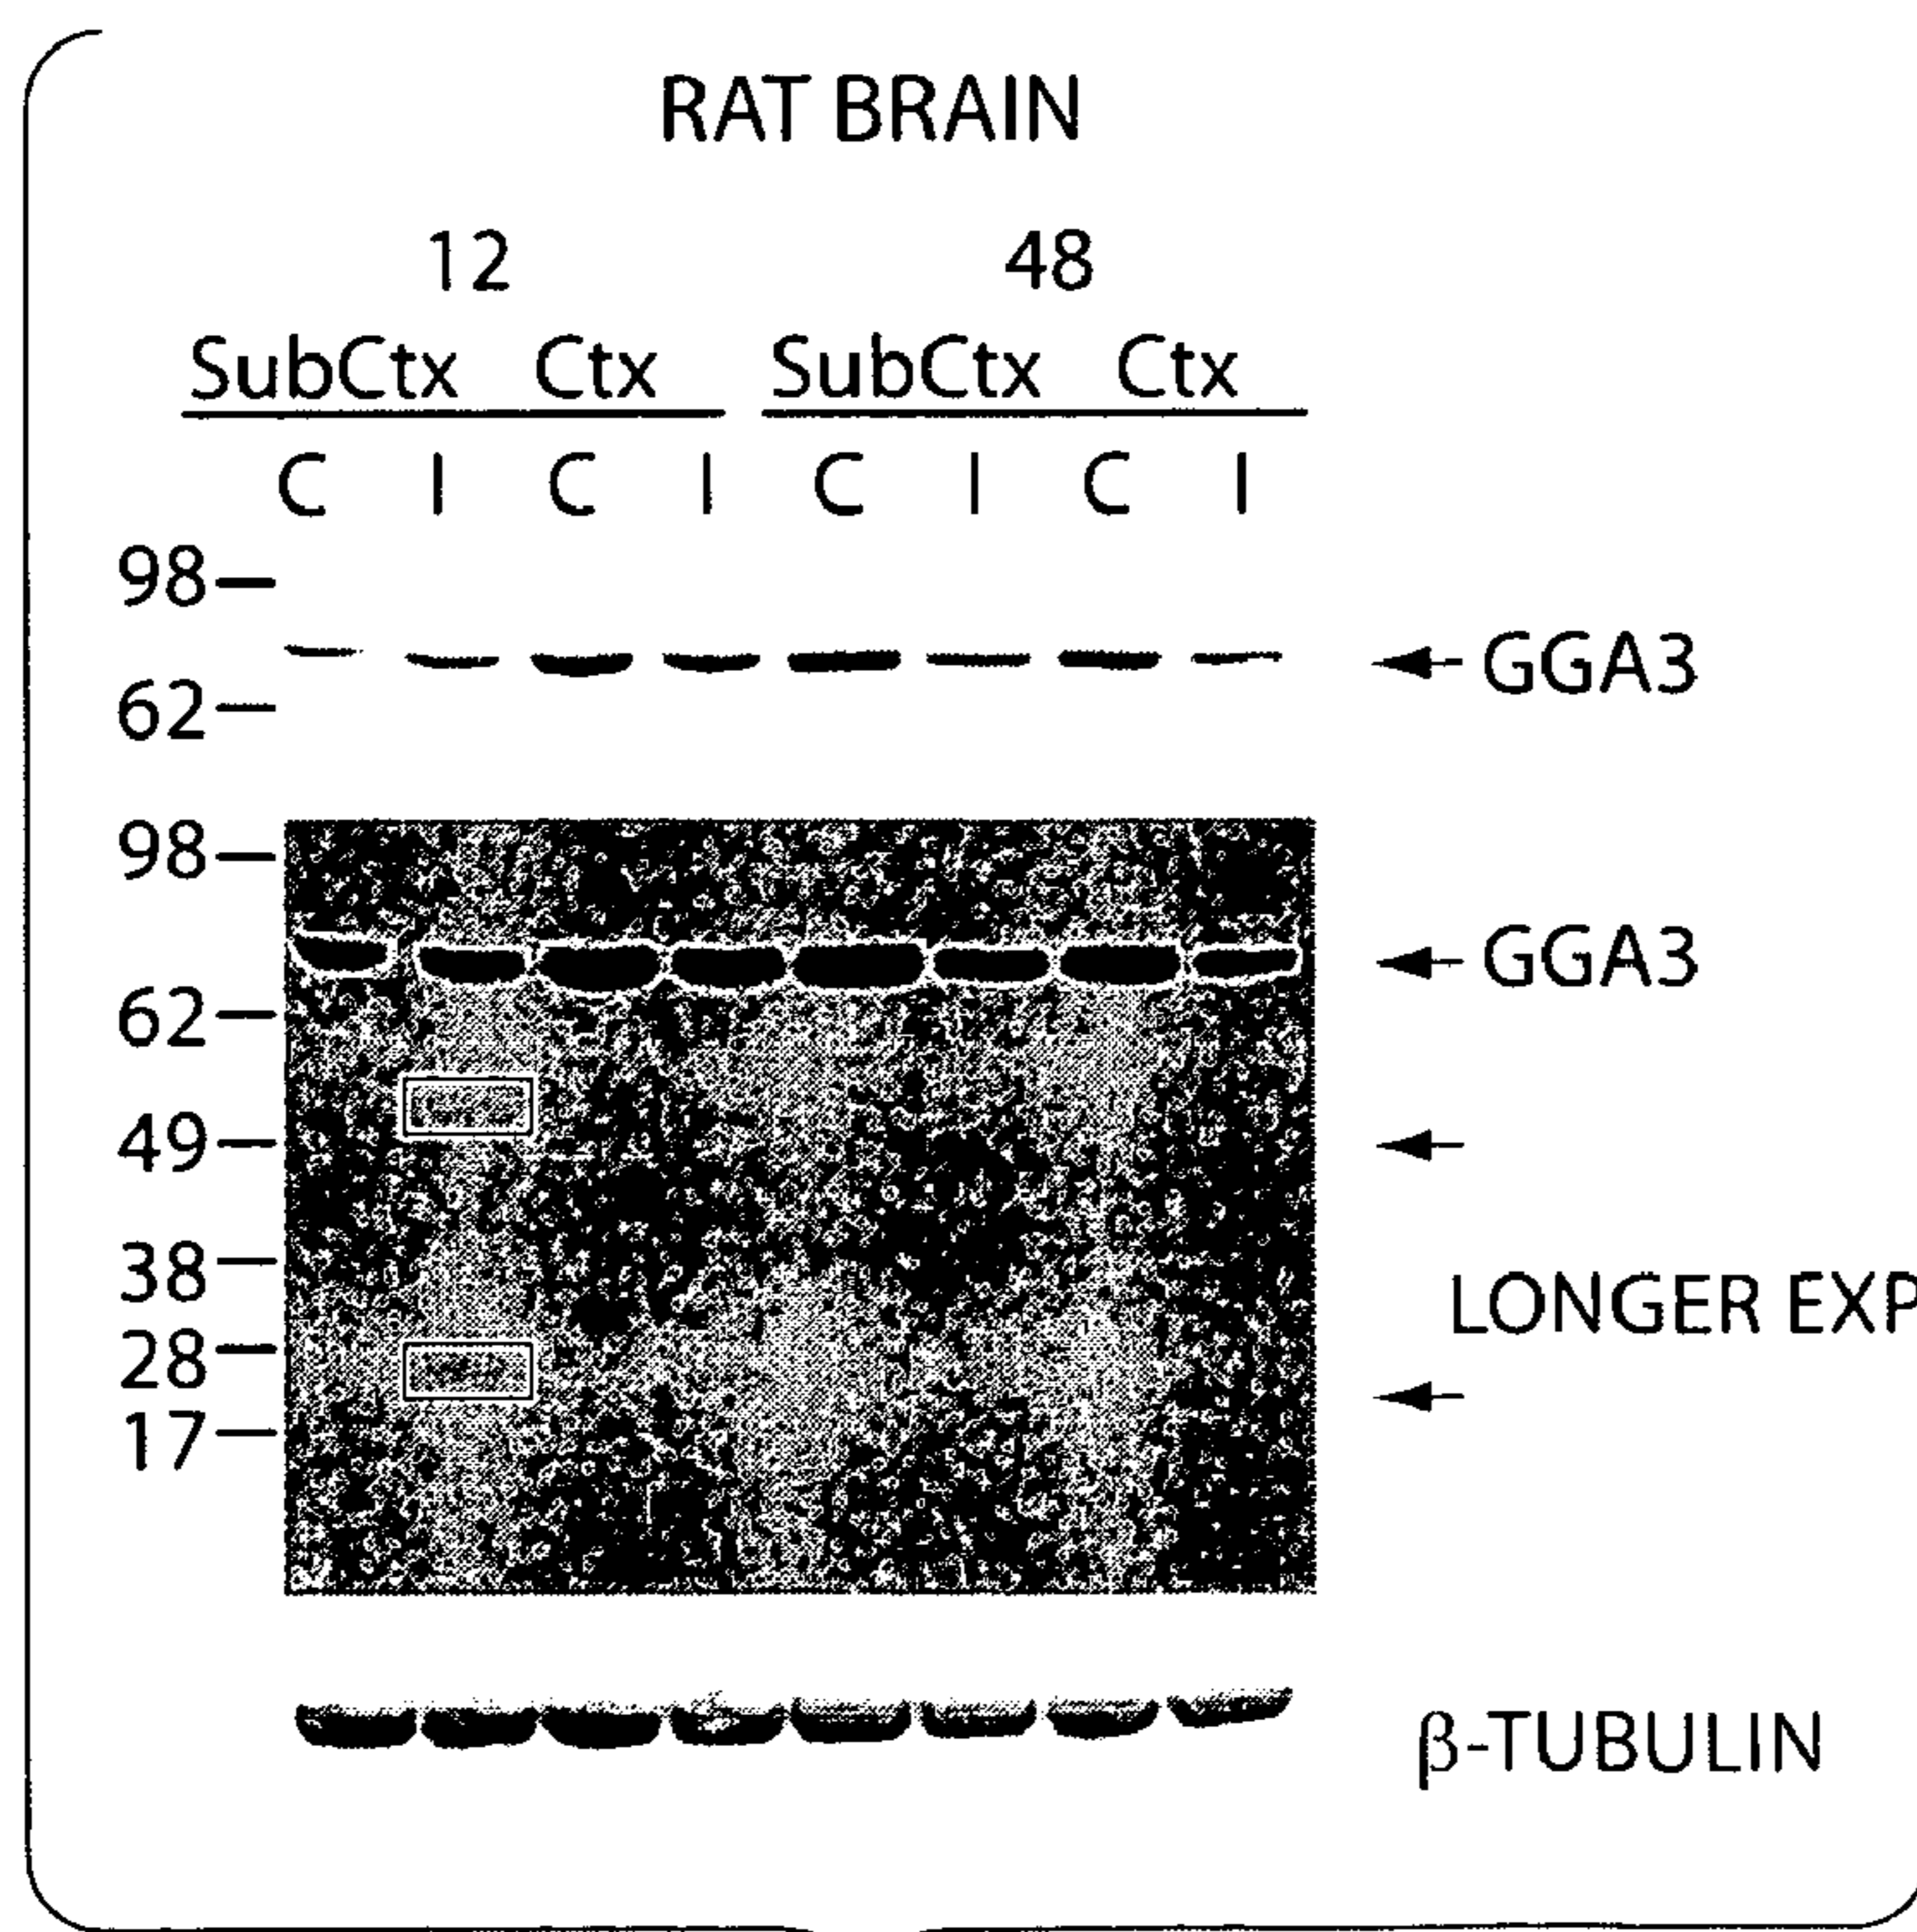 RAT BRAIN
12 48
SubCtx Ctx SubCtx Ctx
C I C I C I C I
98
GGA3
62
98
GGA3
62
49
38
LONGER EXP
28
17
β-TUBULIN